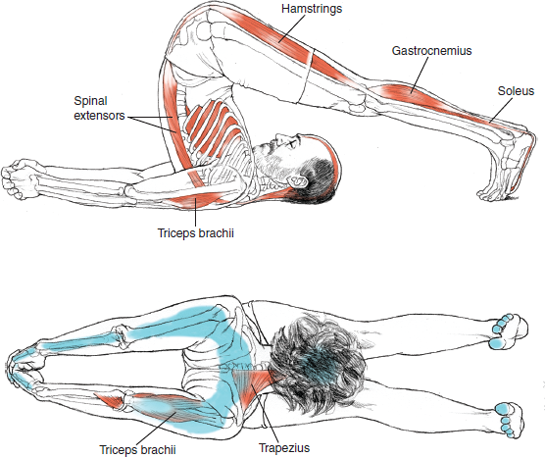 Hamstrings
Gastrocnemius
Soleus
Spinal
extensors
Triceps brachii
Triceps brachii
Trapezius